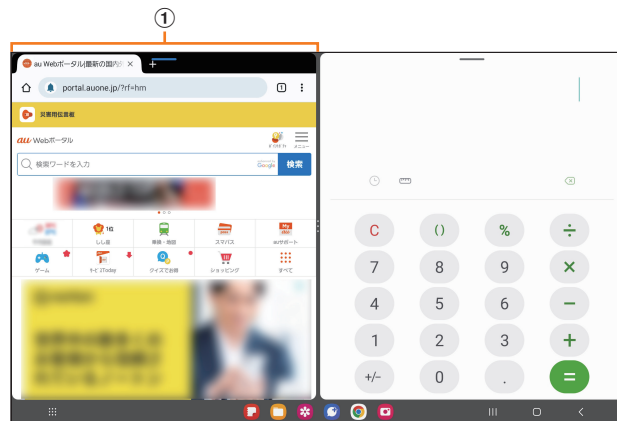 ①
au Webポータル|最新の国内
portal.auone.jp/?rf=hm
1
災害用伝言板
au Webポータル
メニュー
検索ワードを入力
Google
検索
1位
My
しし座
乗換・地図
スマパス
auサポート
ゲーム
クイズでお得
ショッピング
すべて
C
()
%
÷
7
8
9
×
4
5
6
−
1
2
3
+
+/−
0
.
=